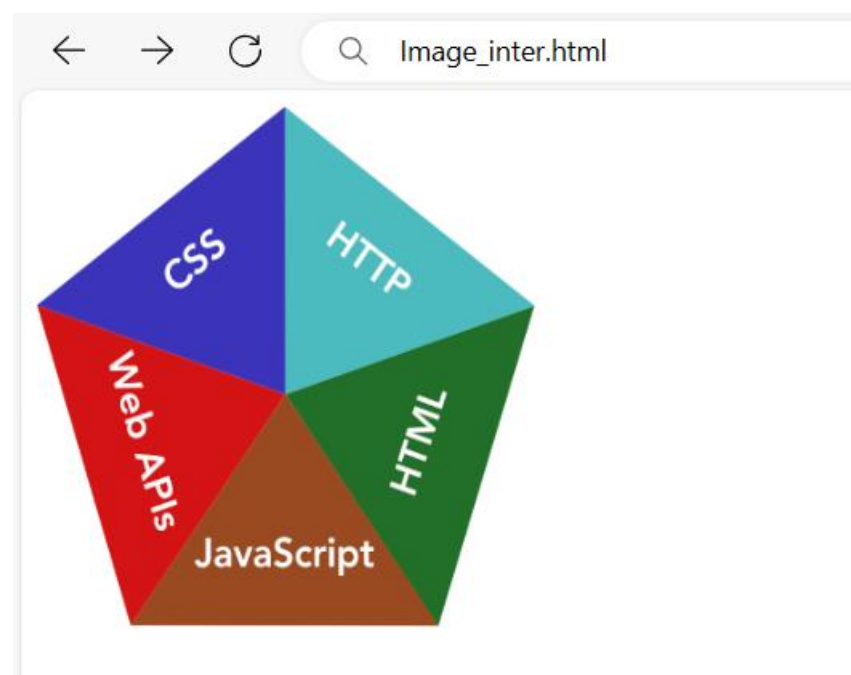 Image_inter.html
CSS
HTTP
Web APIs
HTML
JavaScript